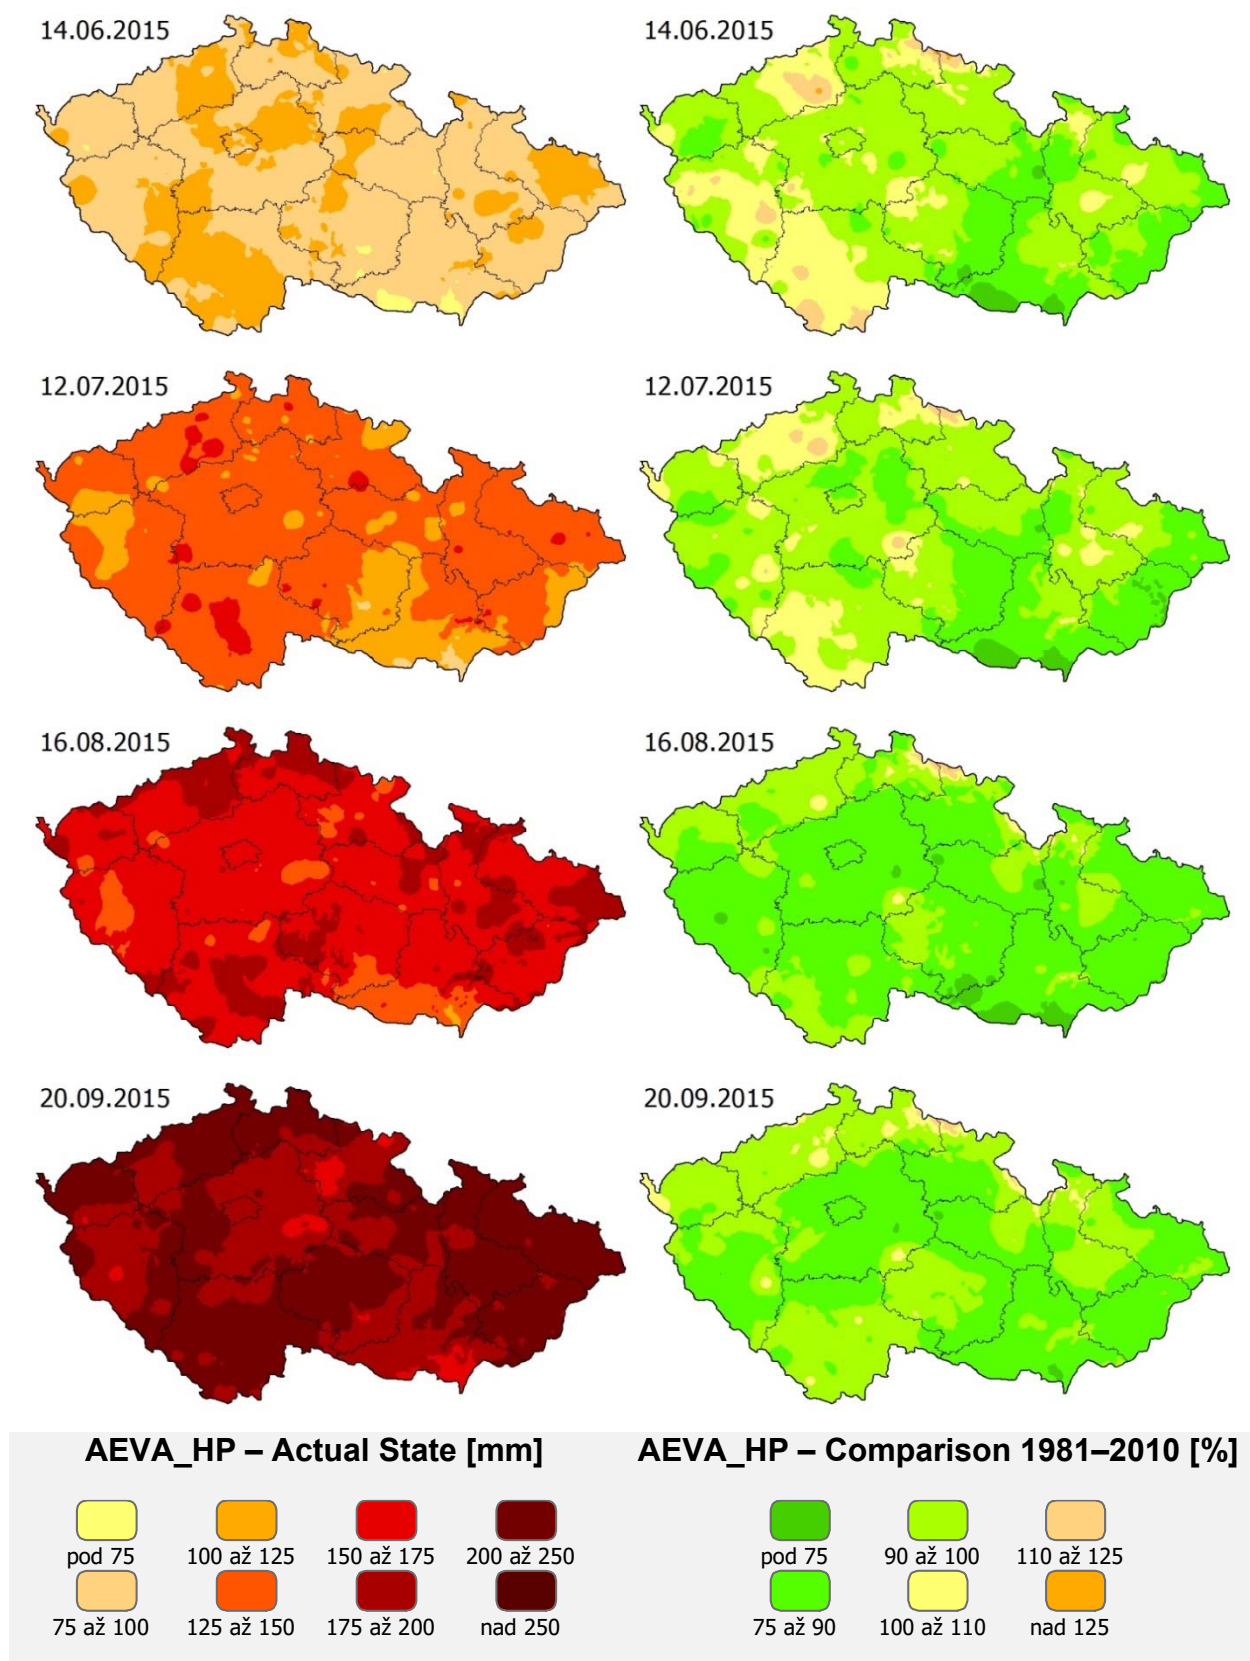 14.06.2015 14.06.2015
12.07.2015 12.07.2015
16.08.2015 16.08.2015
20.09.2015 20.09.2015
AEVA_HP – Actual State [mm] AEVA_HP – Comparison 1981–2010 [%]
pod 75 100 až 125 150 až 175 200 až 250 pod 75 90 až 100 110 až 125
75 až 100 125 až 150 175 až 200 nad 250 75 až 90 100 až 110 nad 125